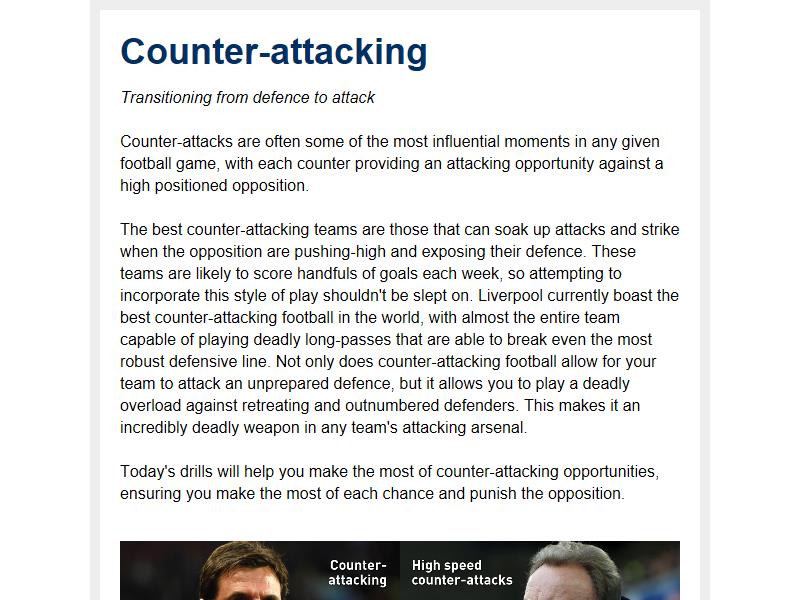 Counter-attacking
Transitioning from defence to attack
Counter-attacks are often some of the most influential moments in any given
football game, with each counter providing an attacking opportunity against a
high positioned opposition.
The best counter-attacking teams are those that can soak up attacks and strike
when the opposition are pushing-high and exposing their defence. These
teams are likely to score handfuls of goals each week, so attempting to
incorporate this style of play shouldn't be slept on. Liverpool currently boast the
best counter-attacking football in the world, with almost the entire team
capable of playing deadly long-passes that are able to break even the most
robust defensive line. Not only does counter-attacking football allow for your
team to attack an unprepared defence, but it allows you to play a deadly
overload against retreating and outnumbered defenders. This makes it an
incredibly deadly weapon in any team's attacking arsenal.
Today's drills will help you make the most of counter-attacking opportunities,
ensuring you make the most of each chance and punish the opposition.
Counter-
attacking
High speed
counter-attacks